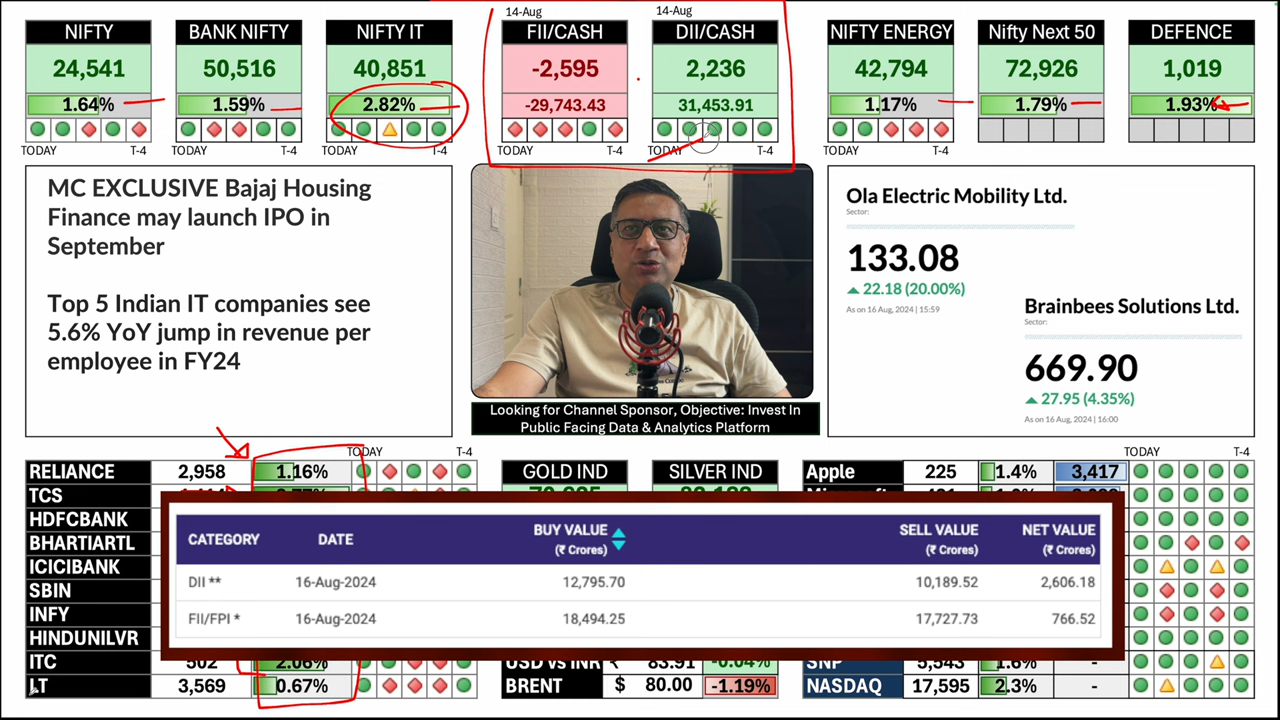 14-Aug
14-Aug
NIFTY
BANK NIFTY
NIFTY IT
FII/CASH
DII/CASH
NIFTY ENERGY
Nifty Next 50
DEFENCE
24,541
50,516
40,851
-2,595
2,236
42,794
72,926
1,019
1.64%
1.59%
2.82%
-29,743.43
31,453.91
1.17%
1.79%
1.93%
TODAY T-4
TODAY T-4
TODAY T-4
TODAY T-4
TODAY T-4
MC EXCLUSIVE Bajaj Housing
Finance may launch IPO in
September
Top 5 Indian IT companies see
5.6% YoY jump in revenue per
employee in FY24
Looking for Channel Sponsor, Objective: Invest In
Public Facing Data & Analytics Platform
Ola Electric Mobility Ltd.
Sector:
133.08
22.18 (20.00%)
As on 16 Aug, 2024 | 15:59
Brainbees Solutions Ltd.
Sector:
669.90
27.95 (4.35%)
As on 16 Aug, 2024 | 16:00
TODAY T-4
RELIANCE 2,958 1.16%
TCS
HDFCBANK
BHARTIARTL
ICICIBANK
SBIN
INFY
HINDUNILVR
ITC 502 2.06%
LT 3,569 0.67%
GOLD IND
SILVER IND
USD VS INR ₹ 83.91 -0.04%
BRENT $ 80.00 -1.19%
TODAY T-4
Apple 225 1.4% 3,417
SNP 5,543 1.6% -
NASDAQ 17,595 2.3% -
CATEGORY DATE BUY VALUE (₹ Crores) SELL VALUE (₹ Crores) NET VALUE (₹ Crores)
DII ** 16-Aug-2024 12,795.70 10,189.52 2,606.18
FII/FPI * 16-Aug-2024 18,494.25 17,727.73 766.52